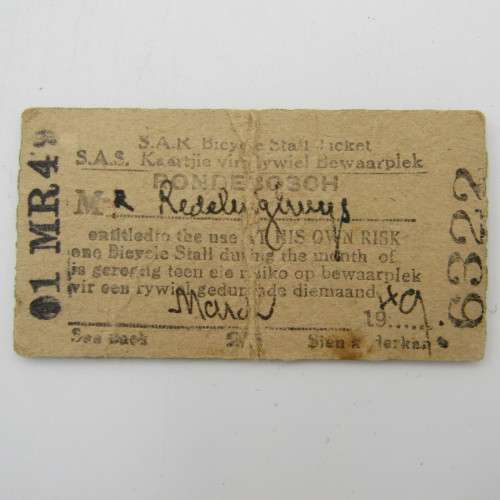 S.A.R. Bicycle Stall Ticket
S.A.S. Kaartjie vir rywiel Bewaarplek
RONDEBOSCH
Mr Redelinghuys
entitled to the use AT HIS OWN RISK
one Bicycle Stall during the month of
is geregtig teen eie risiko op bewaarplek
vir een rywiel gedurende die maand
March 1949.
See back Sien agterkant
01 MR 49
6322